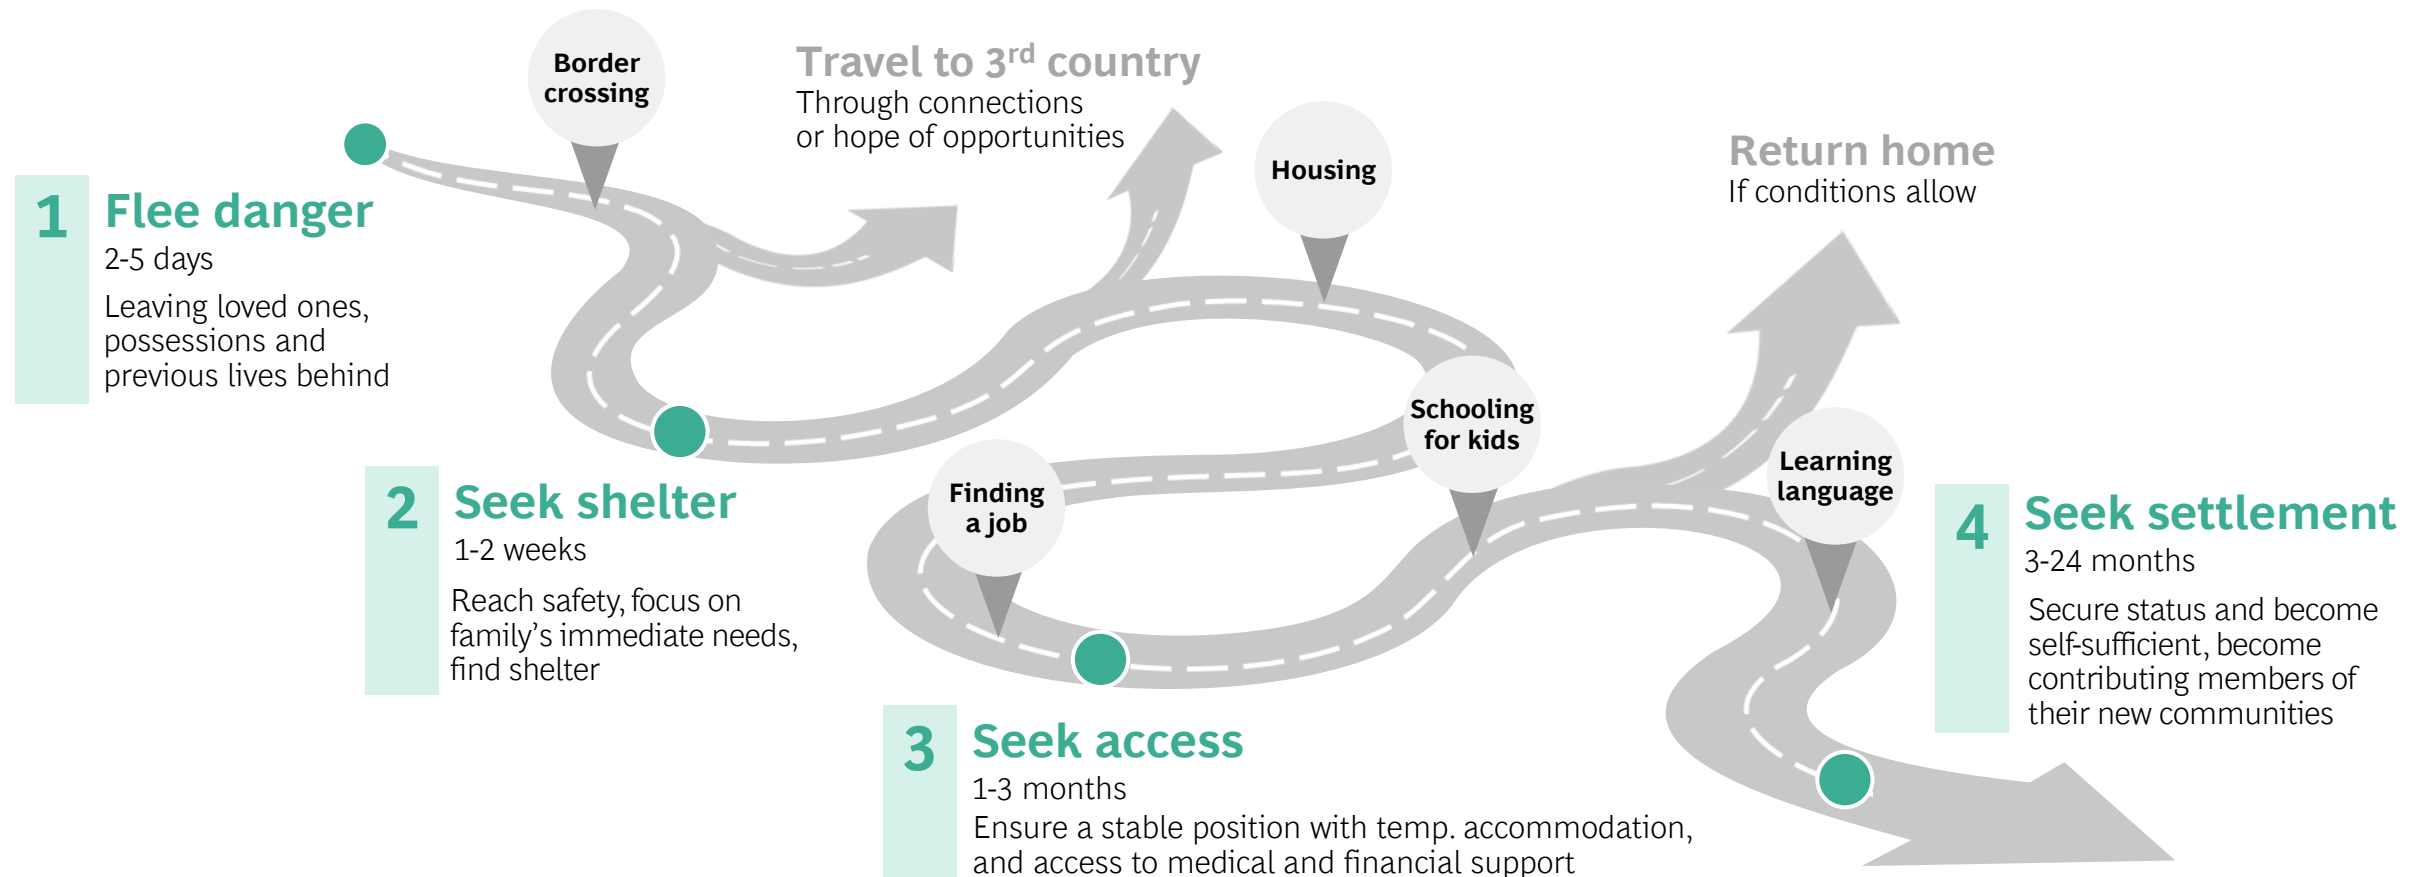 Border
crossing
Travel to 3rd country
Through connections
or hope of opportunities
Housing
Return home
If conditions allow
1
Flee danger
2-5 days
Leaving loved ones,
possessions and
previous lives behind
Schooling
for kids
Finding
a job
Learning
language
2
Seek shelter
1-2 weeks
Reach safety, focus on
family’s immediate needs,
find shelter
4
Seek settlement
3-24 months
Secure status and become
self-sufficient, become
contributing members of
their new communities
3
Seek access
1-3 months
Ensure a stable position with temp. accommodation,
and access to medical and financial support